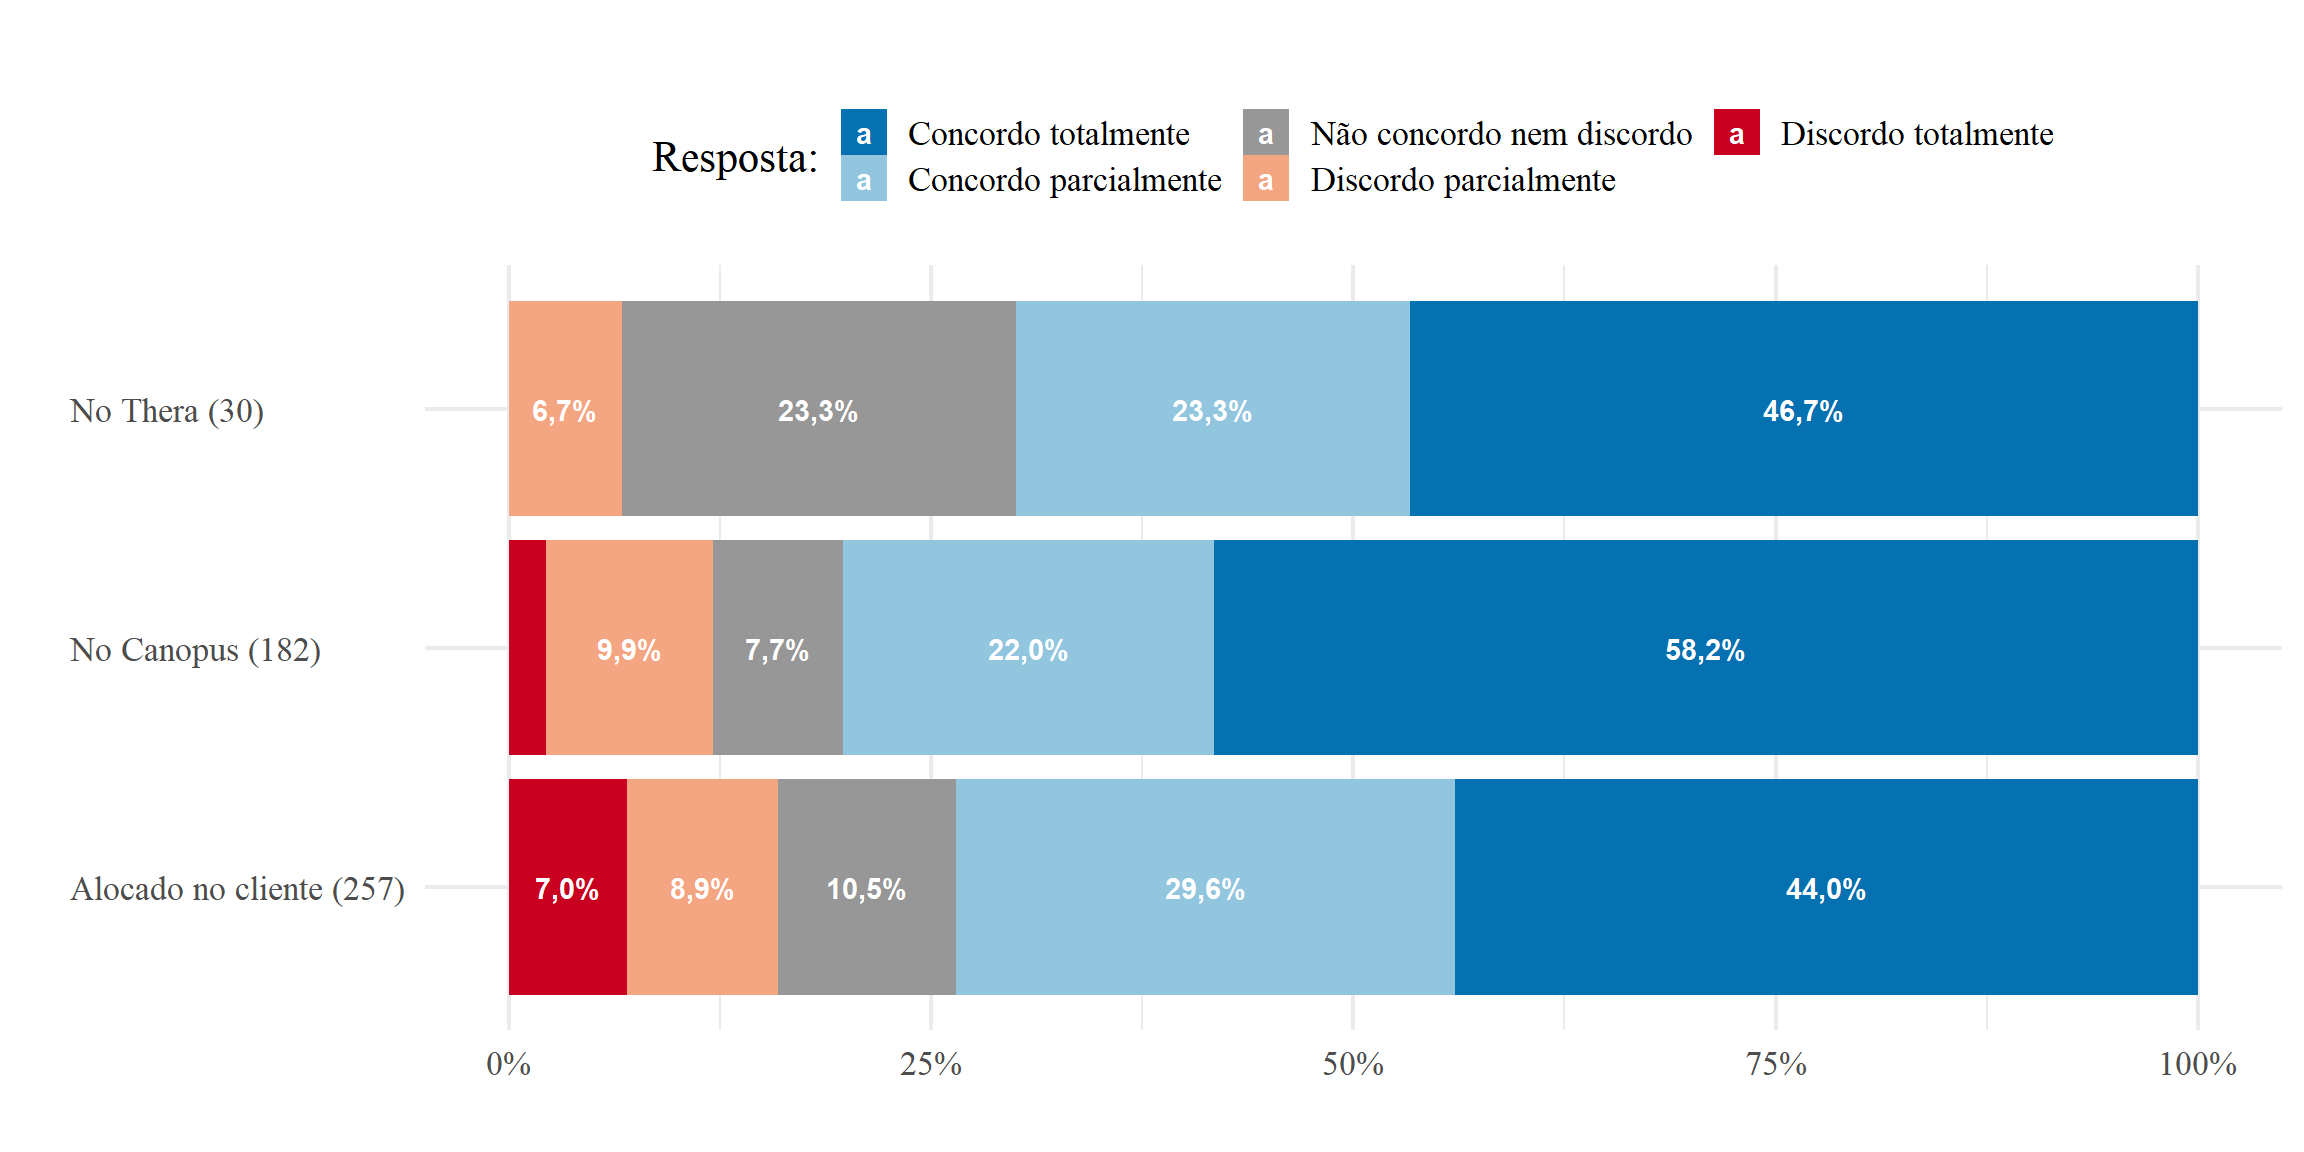 Resposta:
a Concordo totalmente a Não concordo nem discordo a Discordo totalmente
a Concordo parcialmente a Discordo parcialmente
No Thera (30) 6,7% 23,3% 23,3% 46,7%
No Canopus (182) 9,9% 7,7% 22,0% 58,2%
Alocado no cliente (257) 7,0% 8,9% 10,5% 29,6% 44,0%
0% 25% 50% 75% 100%